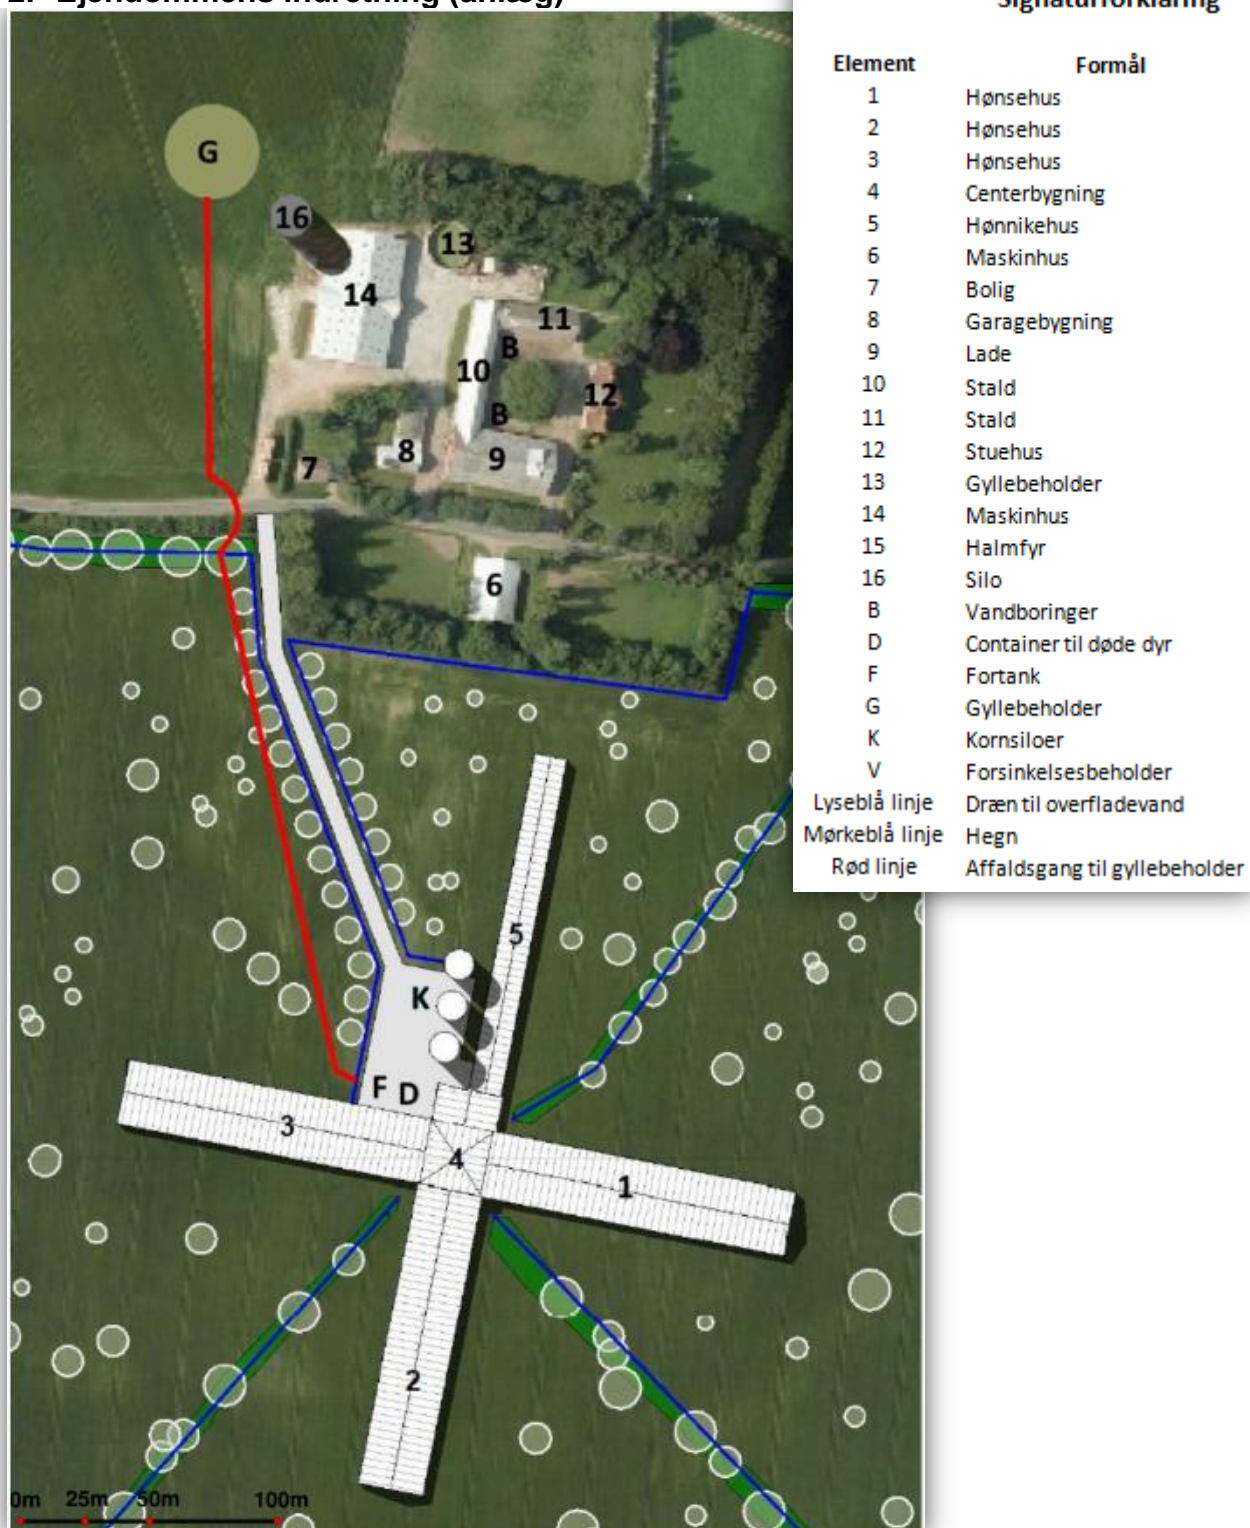 2. Ejendommens indretning (anlæg)
Signaturforklaring
Element Formål
1 Hønsehus
2 Hønsehus
3 Hønsehus
4 Centerbygning
5 Hønnikehus
6 Maskinhus
7 Bolig
8 Garagebygning
9 Lade
10 Stald
11 Stald
12 Stuehus
13 Gyllebeholder
14 Maskinhus
15 Halmfyr
16 Silo
B Vandboringer
D Container til døde dyr
F Fortank
G Gyllebeholder
K Kornsiloer
V Forsinkelsesbeholder
Lyseblå linje Dræn til overfladevand
Mørkeblå linje Hegn
Rød linje Affaldsgang til gyllebeholder
G
16
13
14
11
B
10
12
B
8
9
7
6
5
K
F D
3
4
1
2
0m 25m 50m 100m